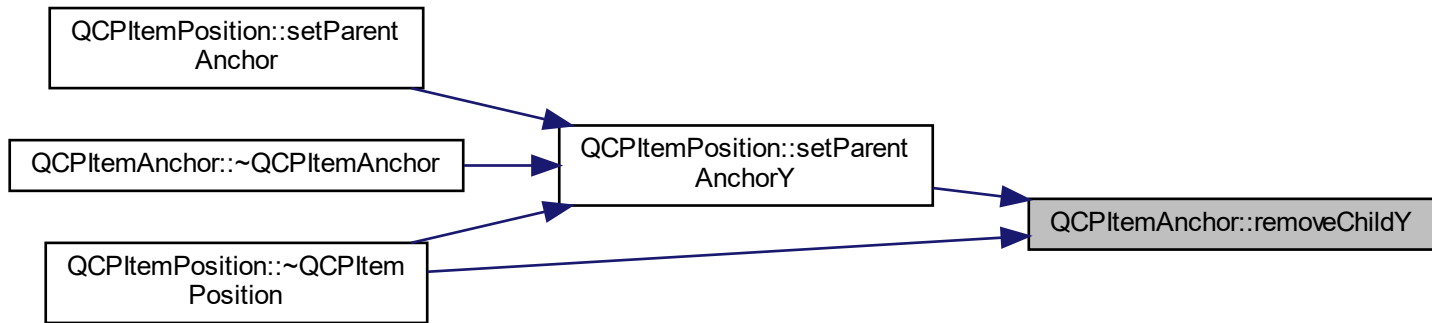 QCPItemPosition::setParent
Anchor
QCPItemAnchor::~QCPItemAnchor
QCPItemPosition::~QCPItem
Position
QCPItemPosition::setParent
AnchorY
QCPItemAnchor::removeChildY